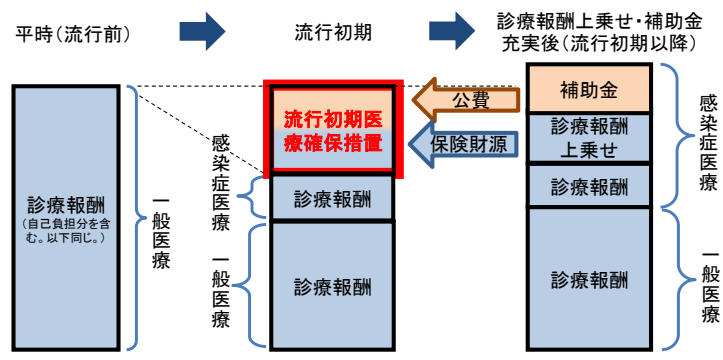 平時(流行前)
流行初期
診療報酬上乗せ・補助金
充実後(流行初期以降)
診療報酬
(自己負担分を含
む。以下同じ。)
一般医療
流行初期医
療確保措置
感染症医療
診療報酬
一般医療
診療報酬
公費
保険財源
補助金
診療報酬
上乗せ
診療報酬
感染症医療
診療報酬
一般医療